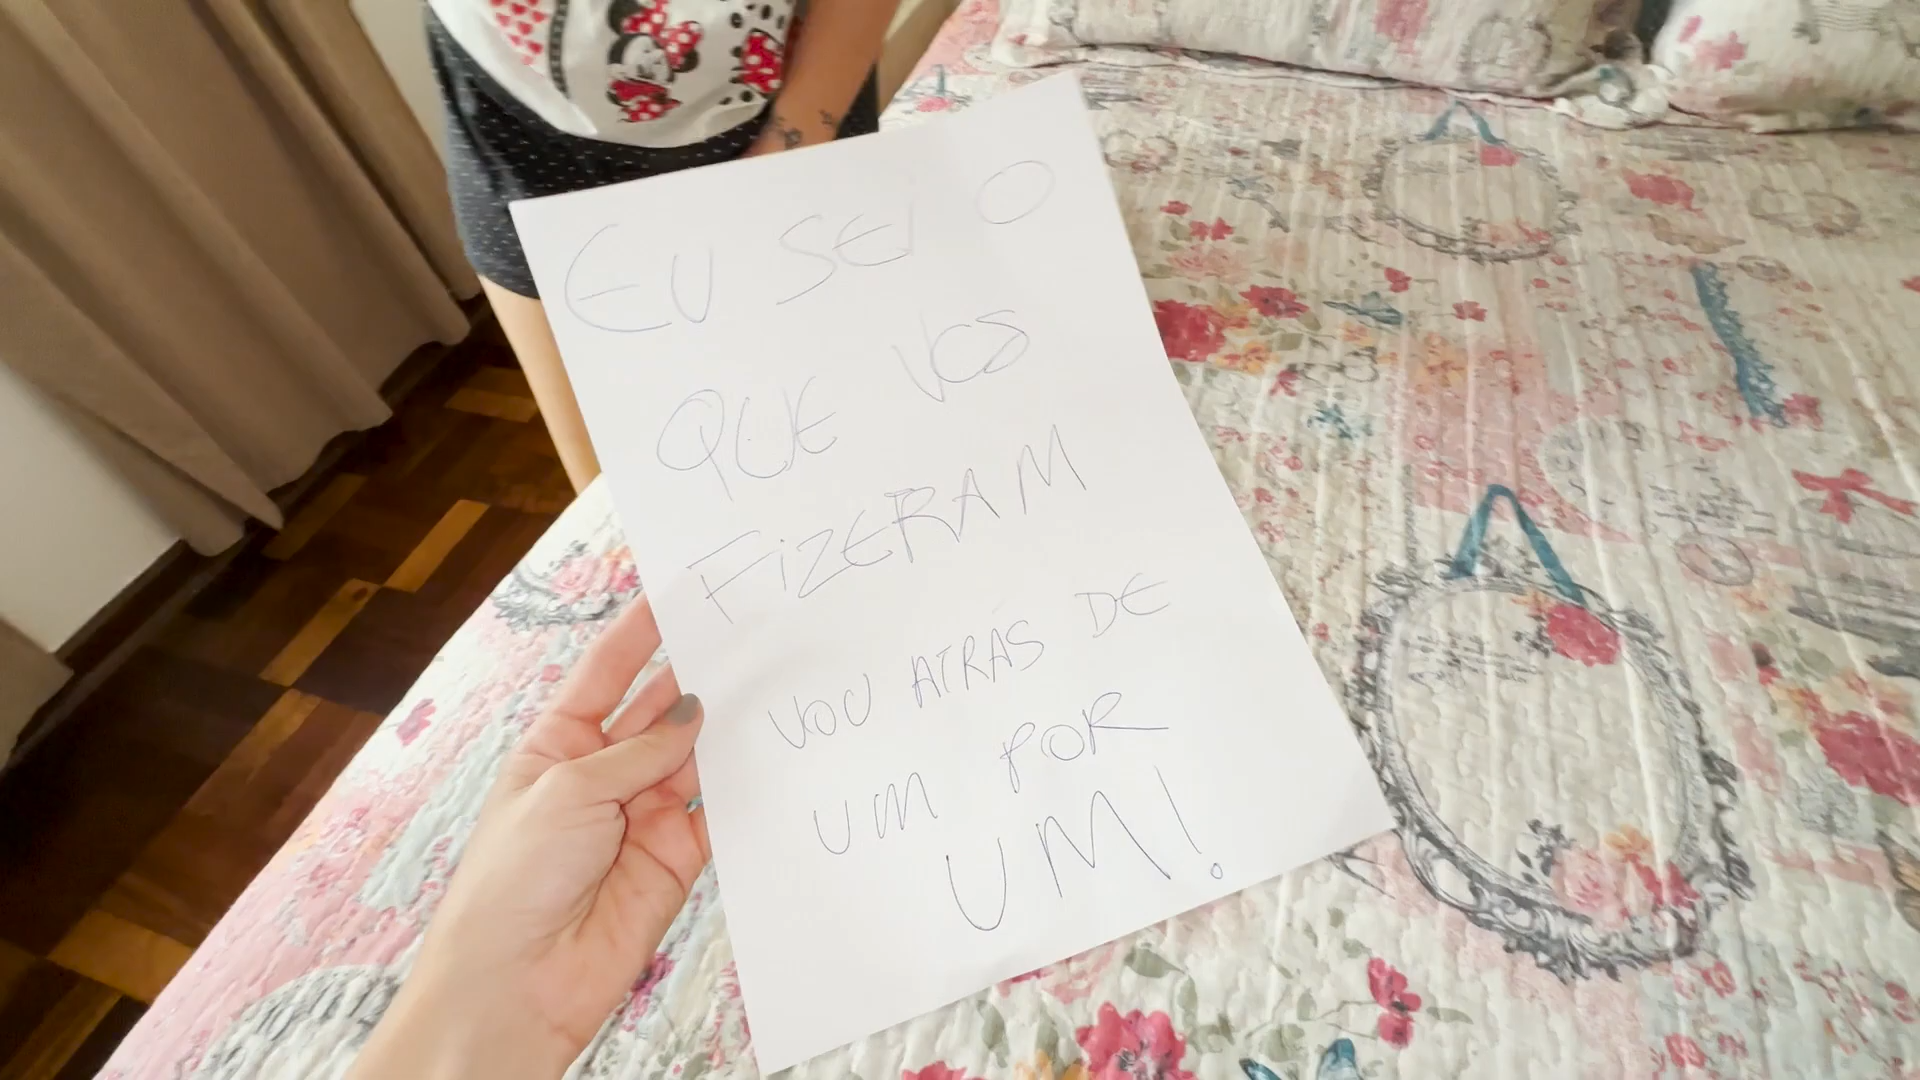 EU SEI O
QUE VCS
FIZERAM
VOU ATRÁS DE
UM POR
UM!